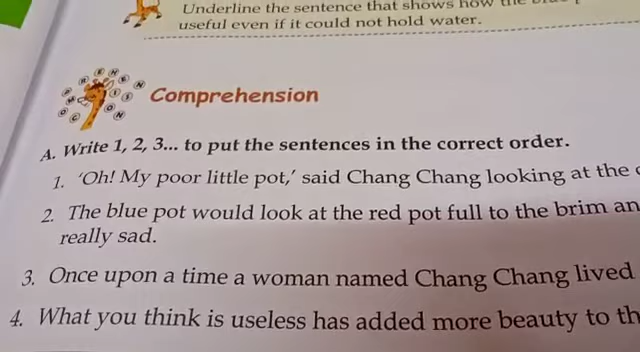 Underline the sentence that shows how the
useful even if it could not hold water.
Comprehension
A. Write 1, 2, 3... to put the sentences in the correct order.
1. ‘Oh! My poor little pot,’ said Chang Chang looking at the
2. The blue pot would look at the red pot full to the brim an
really sad.
3. Once upon a time a woman named Chang Chang lived
4. What you think is useless has added more beauty to th